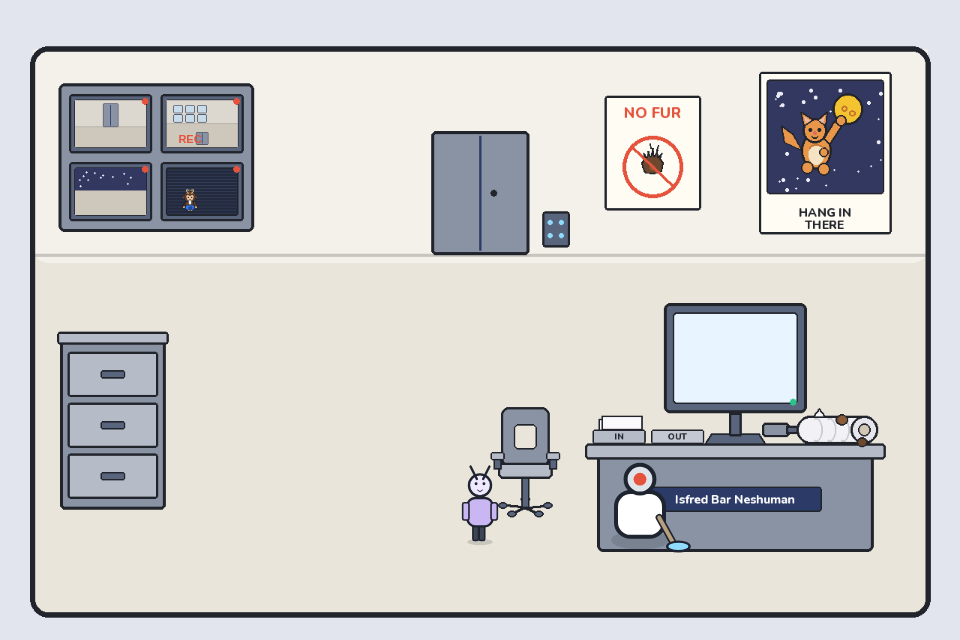 REC
NO FUR
HANG IN
THERE
IN
OUT
Isfred Bar Neshuman